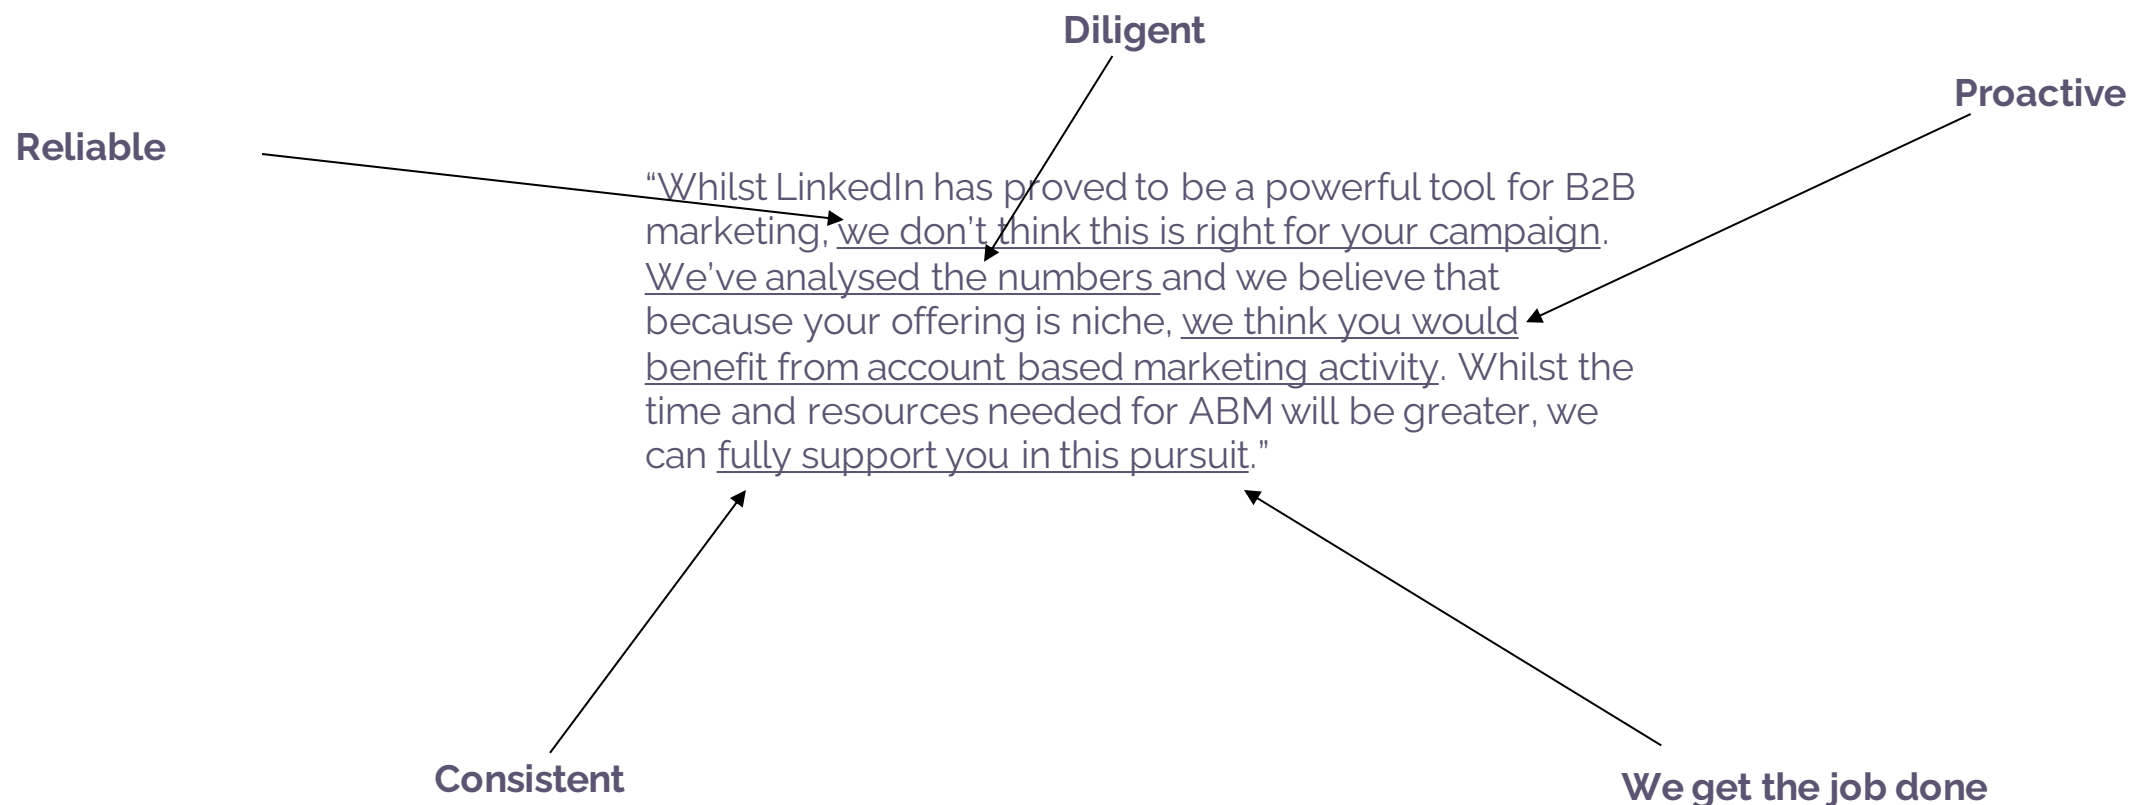 Diligent
Proactive
Reliable
“Whilst LinkedIn has proved to be a powerful tool for B2B
marketing, we don’t think this is right for your campaign.
We’ve analysed the numbers and we believe that
because your offering is niche, we think you would
benefit from account based marketing activity. Whilst the
time and resources needed for ABM will be greater, we
can fully support you in this pursuit.”
Consistent
We get the job done